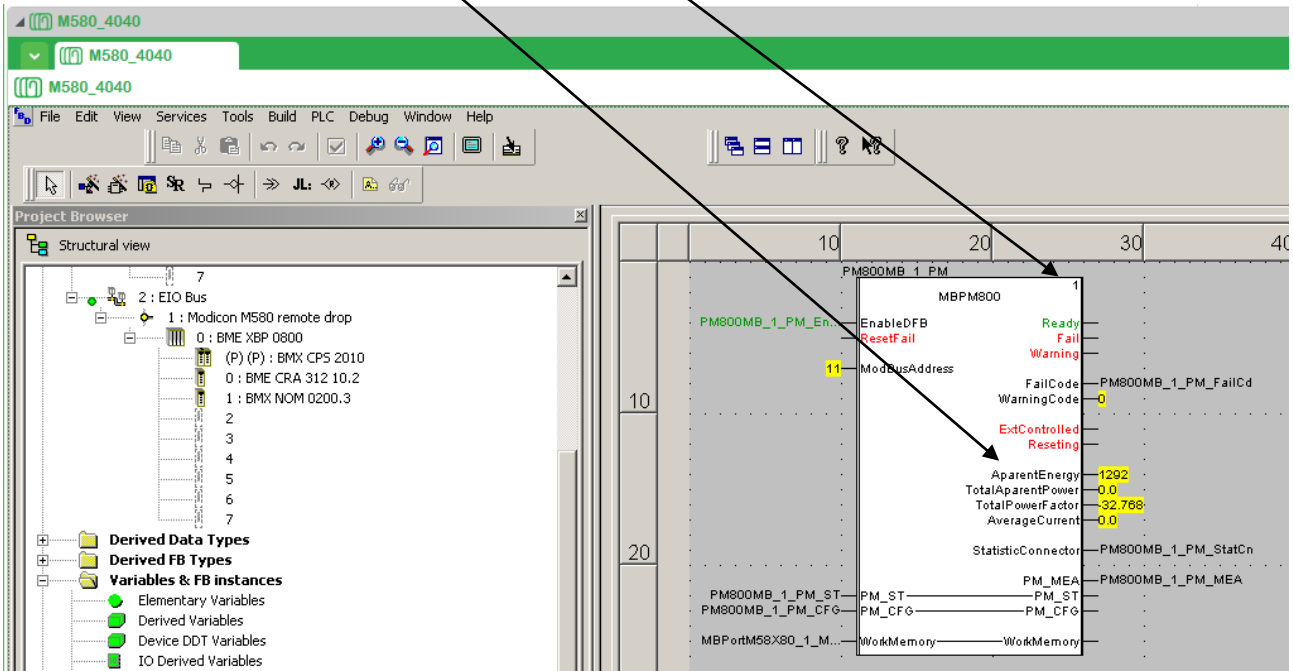 M580_4040
M580_4040
M580_4040
File Edit View Services Tools Build PLC Debug Window Help
SR JL: (R)
Project Browser
Structural view
7
2 : EIO Bus
1 : Modicon M580 remote drop
0 : BME XBP 0800
(P) (P) : BMX CPS 2010
0 : BME CRA 312 10.2
1 : BMX NOM 0200.3
2
3
4
5
6
7
Derived Data Types
Derived FB Types
Variables & FB instances
Elementary Variables
Derived Variables
Device DDT Variables
IO Derived Variables
10 20 30 40
10
20
PM800MB_1_PM
1
MBPM800
PM800MB_1_PM_En... EnableDFB Ready
ResetFail Fail
Warning
11 ModBusAddress
FailCode PM800MB_1_PM_FailCd
WarningCode 0
ExtControlled
Reseting
AparentEnergy 1292
TotalAparentPower 0.0
TotalPowerFactor -32.768
AverageCurrent 0.0
StatisticConnector PM800MB_1_PM_StatCn
PM_MEA PM800MB_1_PM_MEA
PM800MB_1_PM_ST PM_ST PM_ST
PM800MB_1_PM_CFG PM_CFG PM_CFG
MBPortM58X80_1_M... WorkMemory WorkMemory